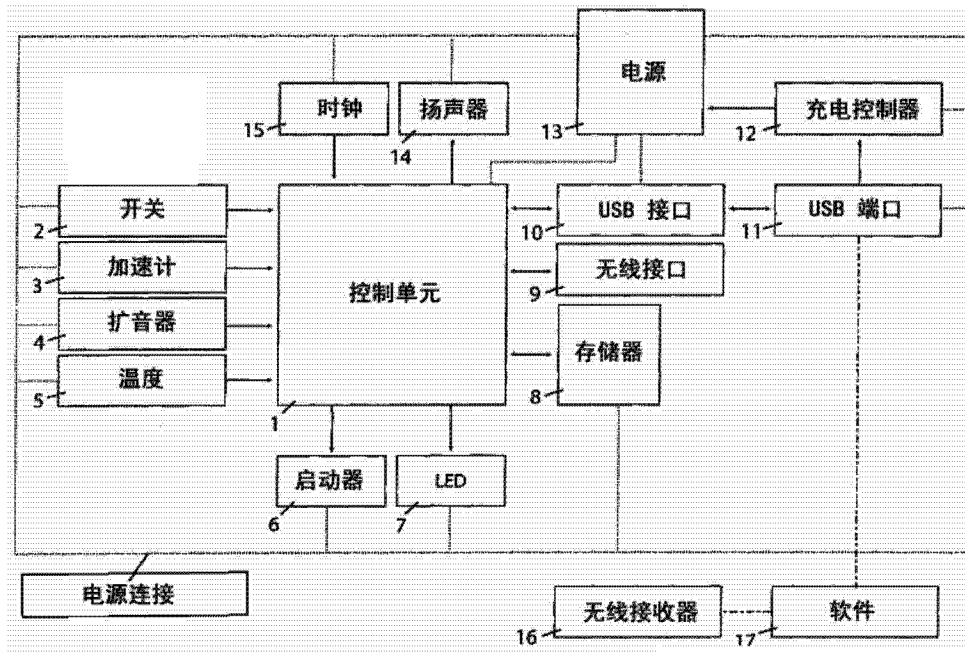 电源
13
时钟
15
扬声器
14
充电控制器
12
开关
2
USB 接口
10
USB 端口
11
加速计
3
控制单元
1
无线接口
9
扩音器
4
存储器
8
温度
5
启动器
6
LED
7
电源连接
无线接收器
16
软件
17